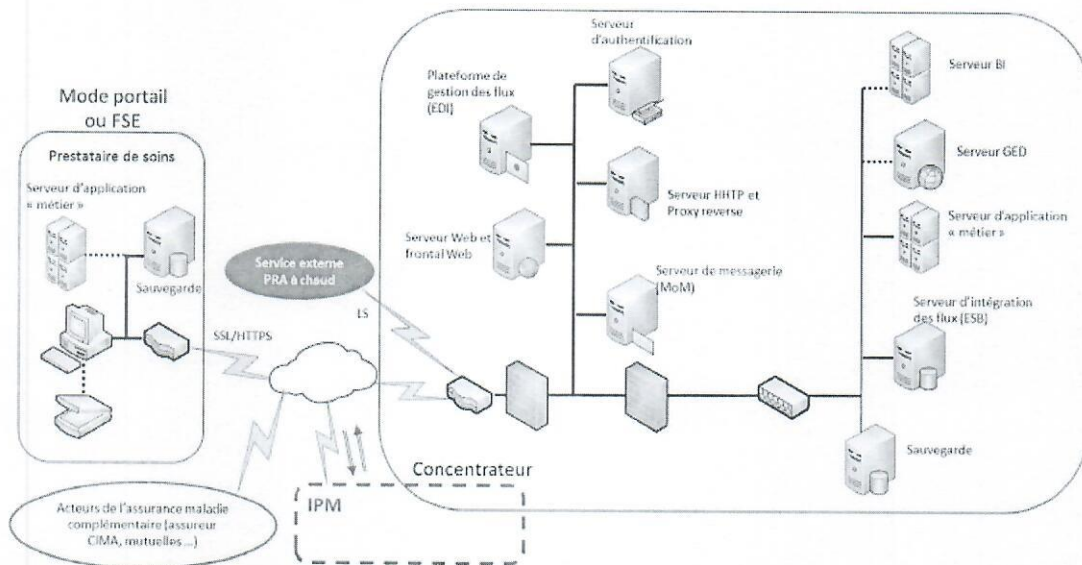 Mode portail
ou FSE
Prestataire de soins
Serveur d'application
« métier »
Sauvegarde
SSL/HTTPS
Service externe
PRA à chaud
LS
Acteurs de l'assurance maladie
complémentaire (assureur
CIMA, mutuelles ...)
IPM
Concentrateur
Serveur
d'authentification
Plateforme de
gestion des flux
(EDI)
Serveur HHTP et
Proxy reverse
Serveur Web et
frontal Web
Serveur de messagerie
(MoM)
Serveur BI
Serveur GED
Serveur d'application
« métier »
Serveur d'intégration
des flux (ESB)
Sauvegarde